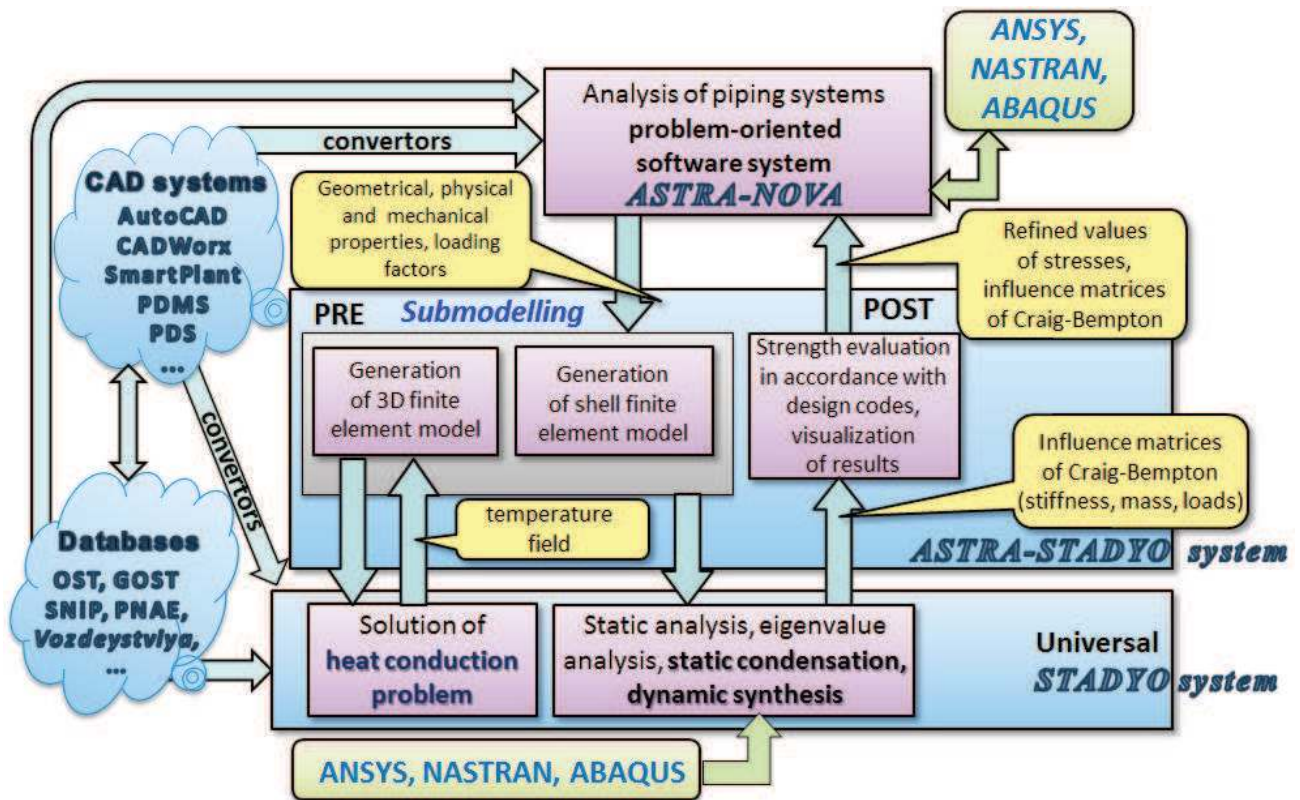 ANSYS,
NASTRAN,
ABAQUS
Analysis of piping systems
problem-oriented
software system
ASTRA-NOVA
convertors
CAD systems
AutoCAD
CADWorx
SmartPlant
PDMS
PDS
...
Geometrical, physical
and mechanical
properties, loading
factors
Refined values
of stresses,
influence matrices
of Craig-Bempton
PRE
Submodelling
POST
Generation
of 3D finite
element model
Generation
of shell finite
element model
Strength evaluation
in accordance with
design codes,
visualization
of results
Influence matrices
of Craig-Bempton
(stiffness, mass, loads)
convertors
temperature
field
ASTRA-STADYO system
Databases
OST, GOST
SNIP, PNAE,
Vozdeystviya,
...
Solution of
heat conduction
problem
Static analysis, eigenvalue
analysis, static condensation,
dynamic synthesis
Universal
STADYO system
ANSYS, NASTRAN, ABAQUS